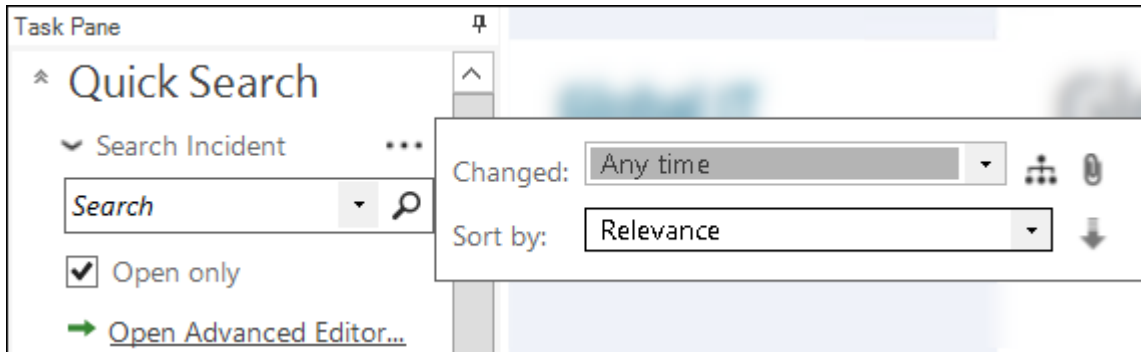 Task Pane
Quick Search
Search Incident
Search
Open only
Open Advanced Editor...
Changed: Any time
Sort by: Relevance